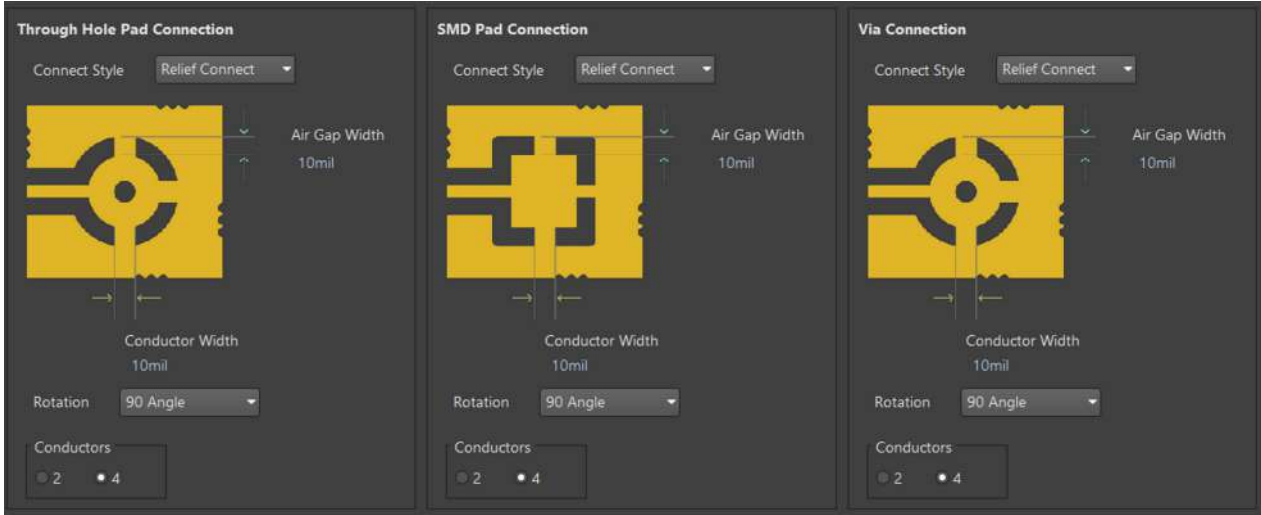 Through Hole Pad Connection
Connect Style Relief Connect
Air Gap Width
10mil
Conductor Width
10mil
Rotation 90 Angle
Conductors
2 4
SMD Pad Connection
Connect Style Relief Connect
Air Gap Width
10mil
Conductor Width
10mil
Rotation 90 Angle
Conductors
2 4
Via Connection
Connect Style Relief Connect
Air Gap Width
10mil
Conductor Width
10mil
Rotation 90 Angle
Conductors
2 4